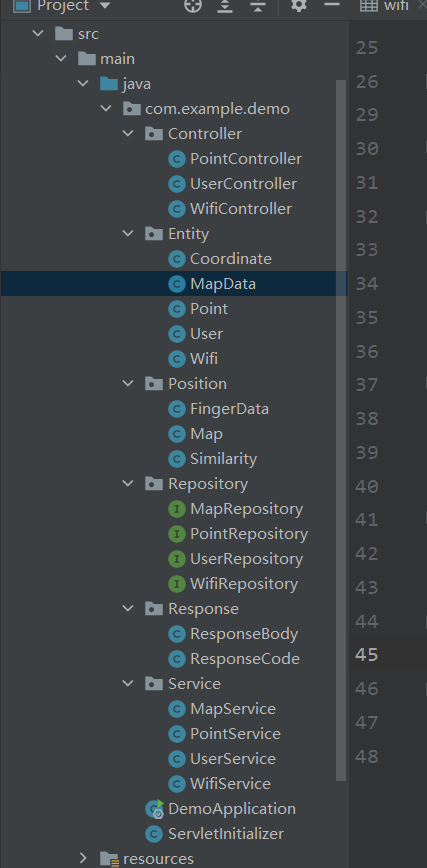 Project
wifi
src
main
java
com.example.demo
Controller
PointController
UserController
WifiController
Entity
Coordinate
MapData
Point
User
Wifi
Position
FingerData
Map
Similarity
Repository
MapRepository
PointRepository
UserRepository
WifiRepository
Response
ResponseBody
ResponseCode
Service
MapService
PointService
UserService
WifiService
DemoApplication
ServletInitializer
resources
25
26
29
30
31
32
33
34
35
36
37
38
39
40
41
42
43
44
45
46
47
48